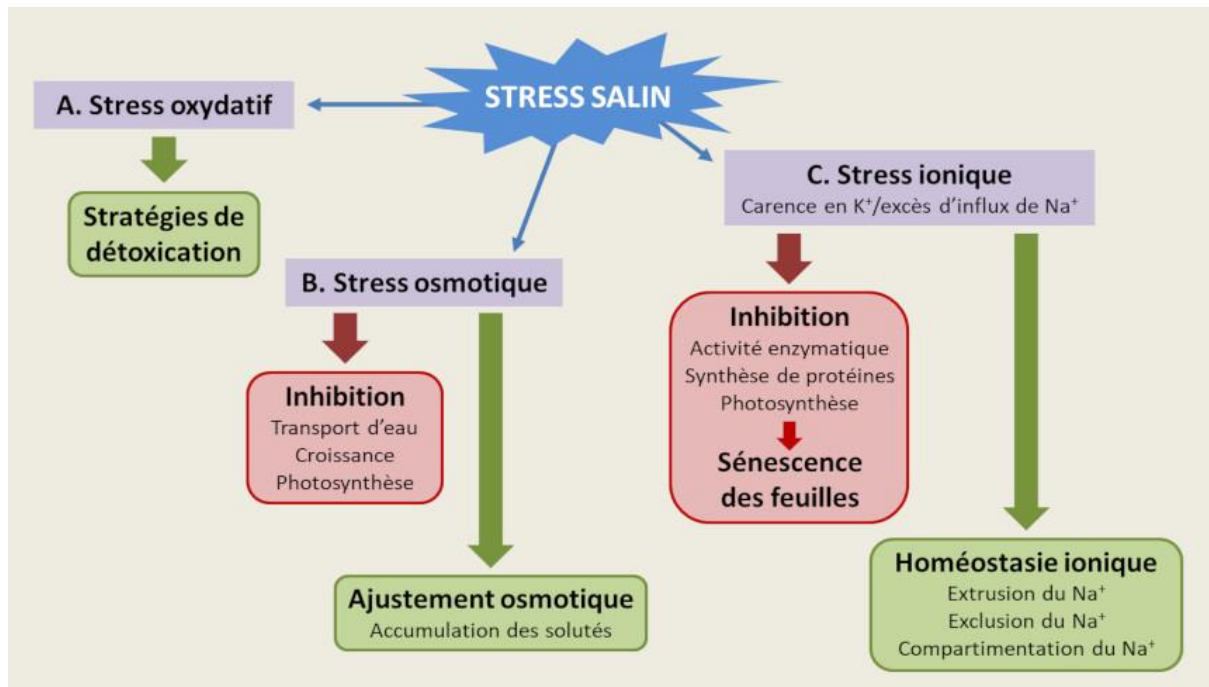 STRESS SALIN
A. Stress oxydatif
Stratégies de
détoxication
B. Stress osmotique
Inhibition
Transport d'eau
Croissance
Photosynthèse
Ajustement osmotique
Accumulation des solutés
C. Stress ionique
Carence en K⁺/excès d'influx de Na⁺
Inhibition
Activité enzymatique
Synthèse de protéines
Photosynthèse
Sénescence
des feuilles
Homéostasie ionique
Extrusion du Na⁺
Exclusion du Na⁺
Compartimentation du Na⁺